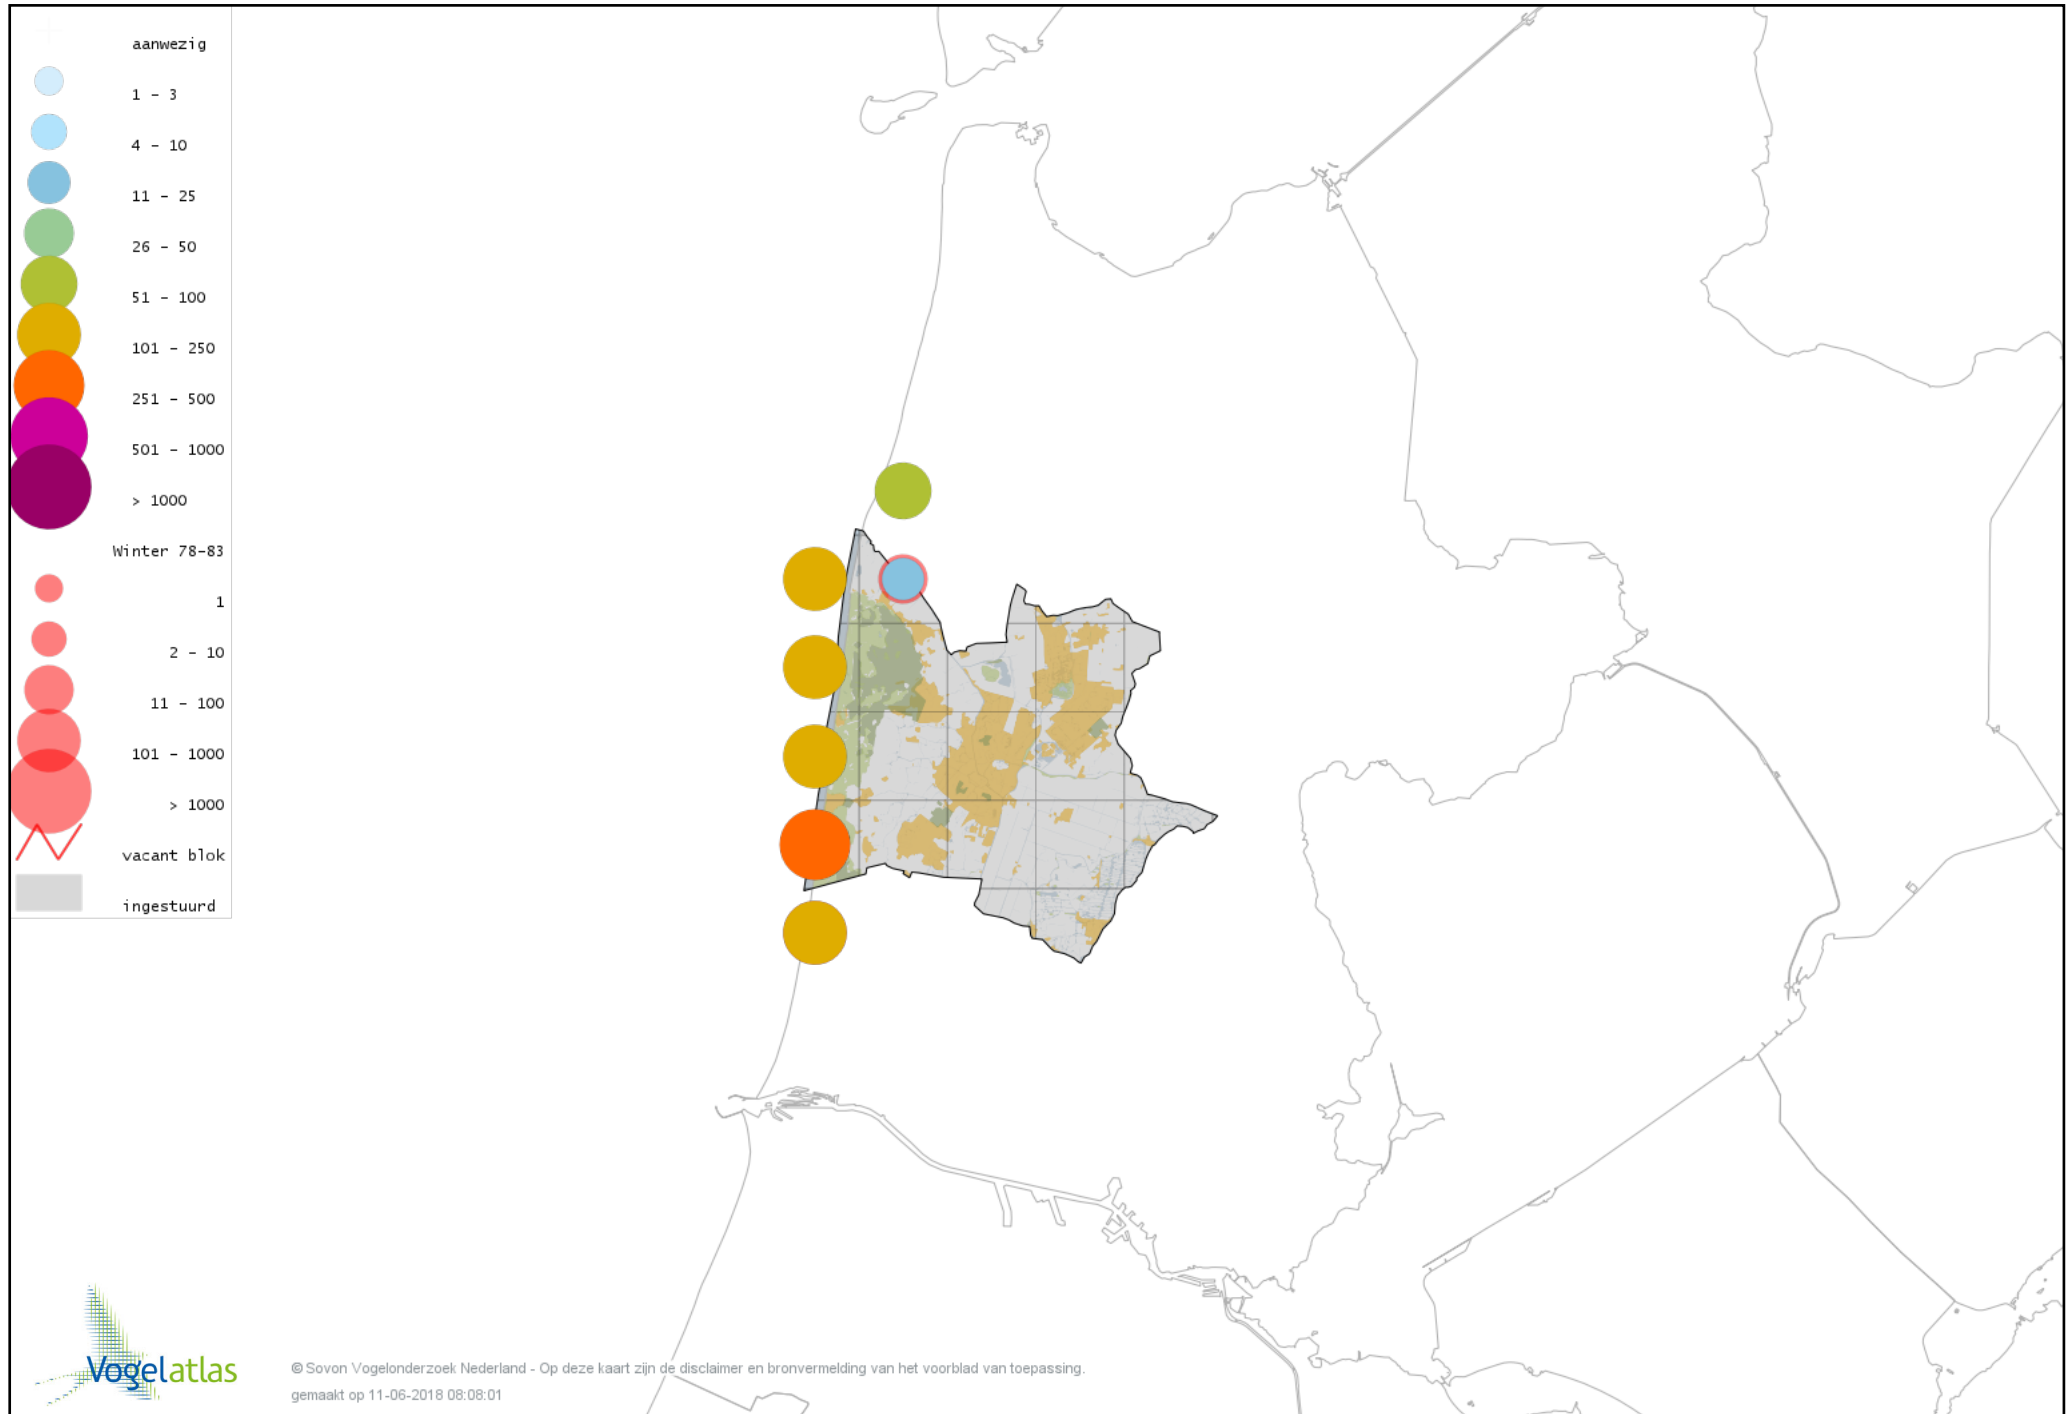 aanwezig
1 - 3
4 - 10
11 - 25
26 - 50
51 - 100
101 - 250
251 - 500
501 - 1000
> 1000
Winter 78-83
1
2 - 10
11 - 100
101 - 1000
> 1000
vacant blok
ingestuurd
Vogelatlas
© Sovon Vogelonderzoek Nederland - Op deze kaart zijn de disclaimer en bronvermelding van het voorblad van toepassing.
gemaakt op 11-06-2018 08:08:01